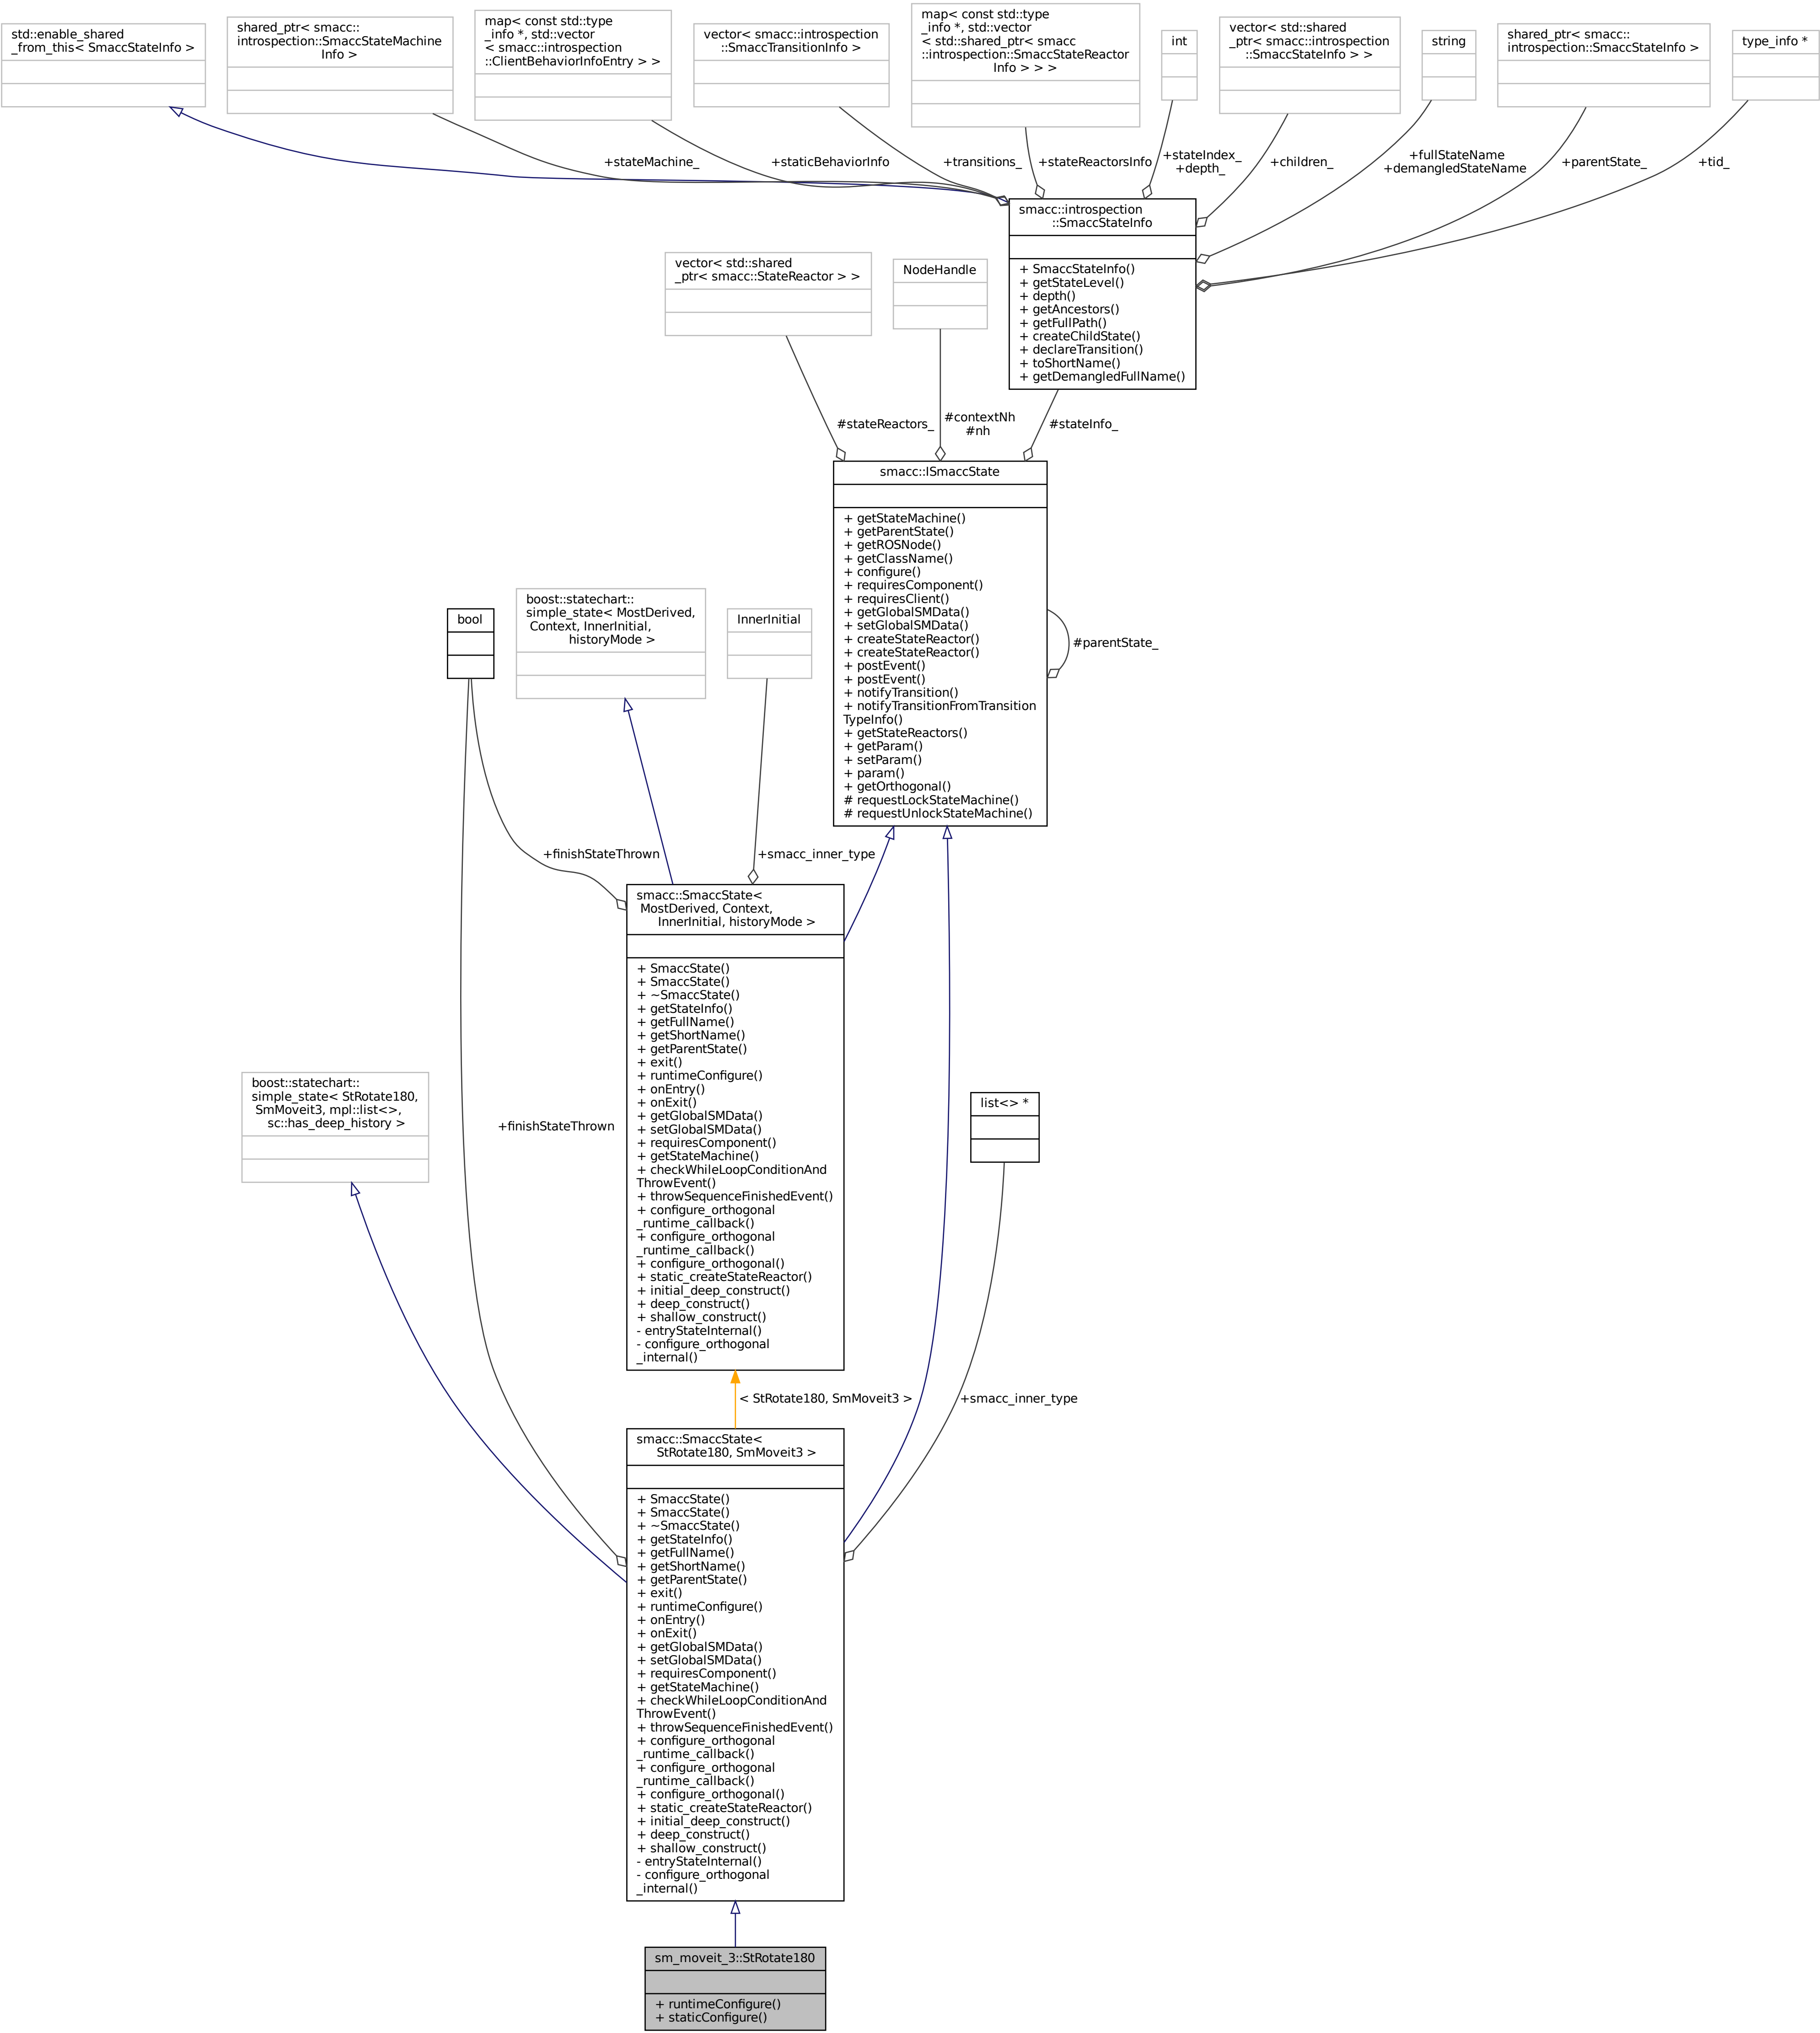 std::enable_shared
_from_this< SmaccStateInfo >
shared_ptr< smacc::
introspection::SmaccStateMachine
Info >
map< const std::type
_info *, std::vector
< smacc::introspection
::ClientBehaviorInfoEntry > >
vector< smacc::introspection
::SmaccTransitionInfo >
map< const std::type
_info *, std::vector
< std::shared_ptr< smacc
::introspection::SmaccStateReactor
Info > > >
int
vector< std::shared
_ptr< smacc::introspection
::SmaccStateInfo > >
string
shared_ptr< smacc::
introspection::SmaccStateInfo >
type_info *
+stateMachine_
+staticBehaviorInfo
+transitions_
+stateReactorsInfo
+stateIndex_
+depth_
+children_
+fullStateName
+demangledStateName
+parentState_
+tid_
smacc::introspection
::SmaccStateInfo
+ SmaccStateInfo()
+ getStateLevel()
+ depth()
+ getAncestors()
+ getFullPath()
+ createChildState()
+ declareTransition()
+ toShortName()
+ getDemangledFullName()
vector< std::shared
_ptr< smacc::StateReactor > >
NodeHandle
#stateReactors_
#contextNh
#nh
#stateInfo_
smacc::ISmaccState
+ getStateMachine()
+ getParentState()
+ getROSNode()
+ getClassName()
+ configure()
+ requiresComponent()
+ requiresClient()
+ getGlobalSMData()
+ setGlobalSMData()
+ createStateReactor()
+ createStateReactor()
+ postEvent()
+ postEvent()
+ notifyTransition()
+ notifyTransitionFromTransition
TypeInfo()
+ getStateReactors()
+ getParam()
+ setParam()
+ param()
+ getOrthogonal()
# requestLockStateMachine()
# requestUnlockStateMachine()
#parentState_
bool
boost::statechart::
simple_state< MostDerived,
Context, InnerInitial,
historyMode >
InnerInitial
+finishStateThrown
+smacc_inner_type
smacc::SmaccState<
MostDerived, Context,
InnerInitial, historyMode >
+ SmaccState()
+ SmaccState()
+ ~SmaccState()
+ getStateInfo()
+ getFullName()
+ getShortName()
+ getParentState()
+ exit()
+ runtimeConfigure()
+ onEntry()
+ onExit()
+ getGlobalSMData()
+ setGlobalSMData()
+ requiresComponent()
+ getStateMachine()
+ checkWhileLoopConditionAnd
ThrowEvent()
+ throwSequenceFinishedEvent()
+ configure_orthogonal
_runtime_callback()
+ configure_orthogonal
_runtime_callback()
+ configure_orthogonal()
+ static_createStateReactor()
+ initial_deep_construct()
+ deep_construct()
+ shallow_construct()
- entryStateInternal()
- configure_orthogonal
_internal()
boost::statechart::
simple_state< StRotate180,
SmMoveit3, mpl::list<>,
sc::has_deep_history >
+finishStateThrown
list<> *
< StRotate180, SmMoveit3 >
+smacc_inner_type
smacc::SmaccState<
StRotate180, SmMoveit3 >
+ SmaccState()
+ SmaccState()
+ ~SmaccState()
+ getStateInfo()
+ getFullName()
+ getShortName()
+ getParentState()
+ exit()
+ runtimeConfigure()
+ onEntry()
+ onExit()
+ getGlobalSMData()
+ setGlobalSMData()
+ requiresComponent()
+ getStateMachine()
+ checkWhileLoopConditionAnd
ThrowEvent()
+ throwSequenceFinishedEvent()
+ configure_orthogonal
_runtime_callback()
+ configure_orthogonal
_runtime_callback()
+ configure_orthogonal()
+ static_createStateReactor()
+ initial_deep_construct()
+ deep_construct()
+ shallow_construct()
- entryStateInternal()
- configure_orthogonal
_internal()
sm_moveit_3::StRotate180
+ runtimeConfigure()
+ staticConfigure()